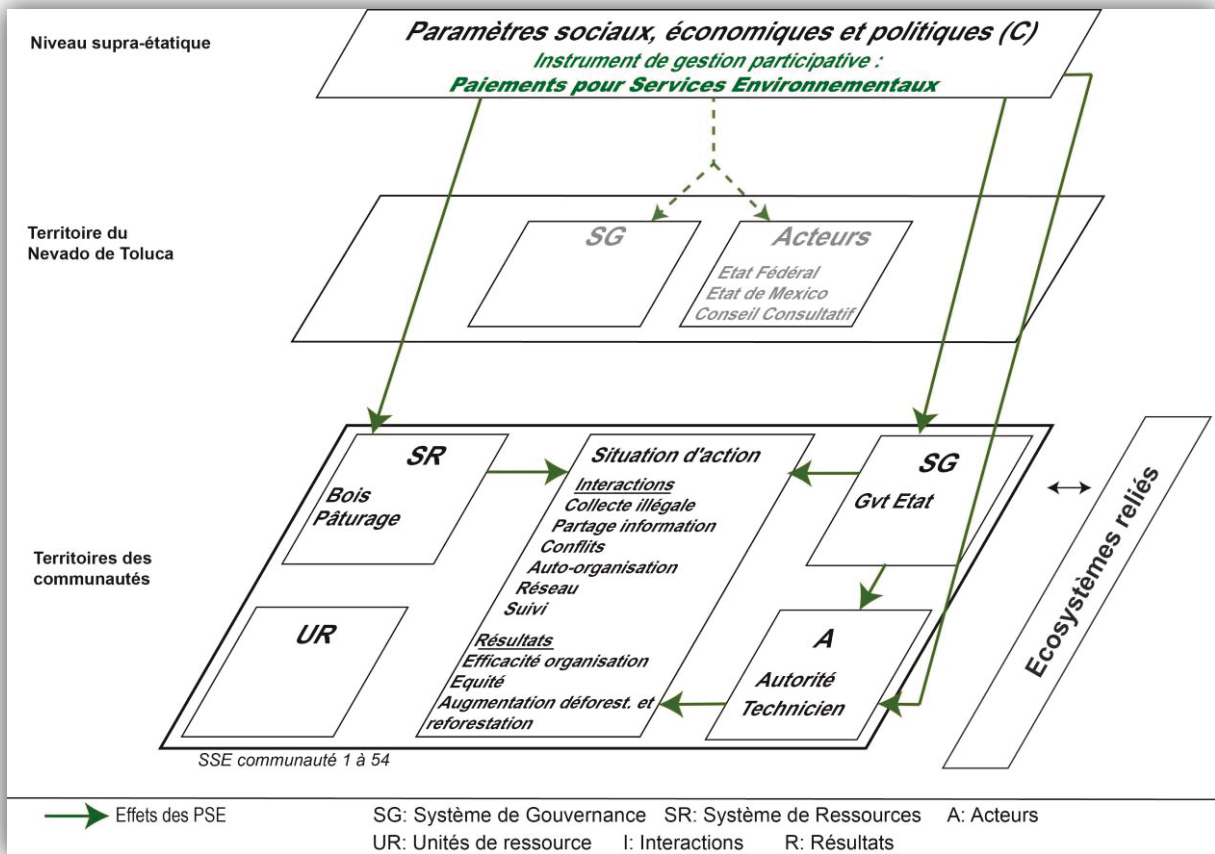 Niveau supra-étatique
Paramètres sociaux, économiques et politiques (C)
Instrument de gestion participative :
Paiements pour Services Environnementaux
Territoire du
Nevado de Toluca
SG
Acteurs
Etat Fédéral
Etat de Mexico
Conseil Consultatif
Territoires des
communautés
SR
Bois
Pâturage
UR
Situation d'action
Interactions
Collecte illégale
Partage information
Conflits
Auto-organisation
Réseau
Suivi
Résultats
Efficacité organisation
Equité
Augmentation déforest. et
reforestation
SG
Gvt Etat
A
Autorité
Technicien
Ecosystèmes reliés
SSE communauté 1 à 54
Effets des PSE
SG: Système de Gouvernance SR: Système de Ressources A: Acteurs
UR: Unités de ressource I: Interactions R: Résultats